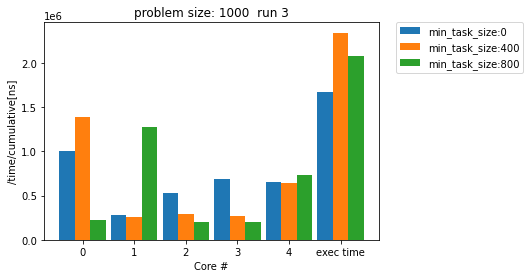 problem size: 1000  run 3
1e6
min_task_size:0
min_task_size:400
min_task_size:800
/time/cumulative[ns]
2.0
1.5
1.0
0.5
0.0
0 1 2 3 4 exec time
Core #